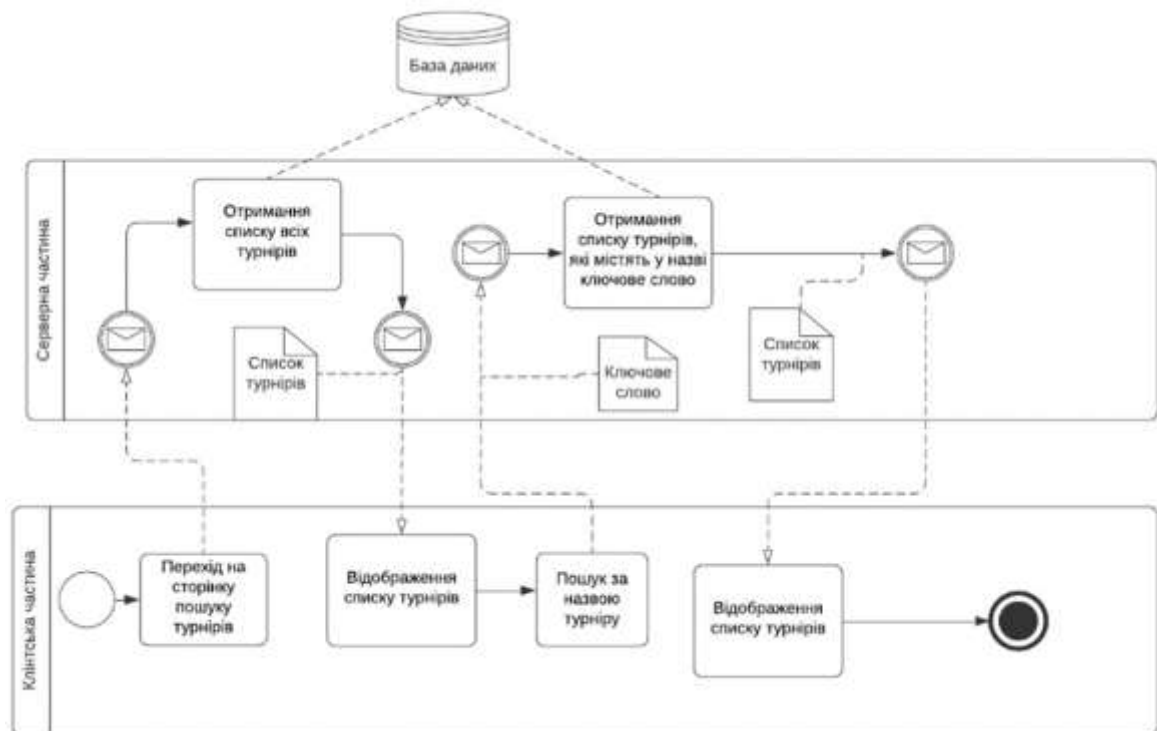 База даних
Серверна частина
Отримання
списку всіх
турнірів
Отримання
списку турнірів,
які містять у назві
ключове слово
Список
турнірів
Ключове
слово
Список
турнірів
Клінтська частина
Перехід на
сторінку
пошуку
турнірів
Відображення
списку турнірів
Пошук за
назвою
турніру
Відображення
списку турнірів